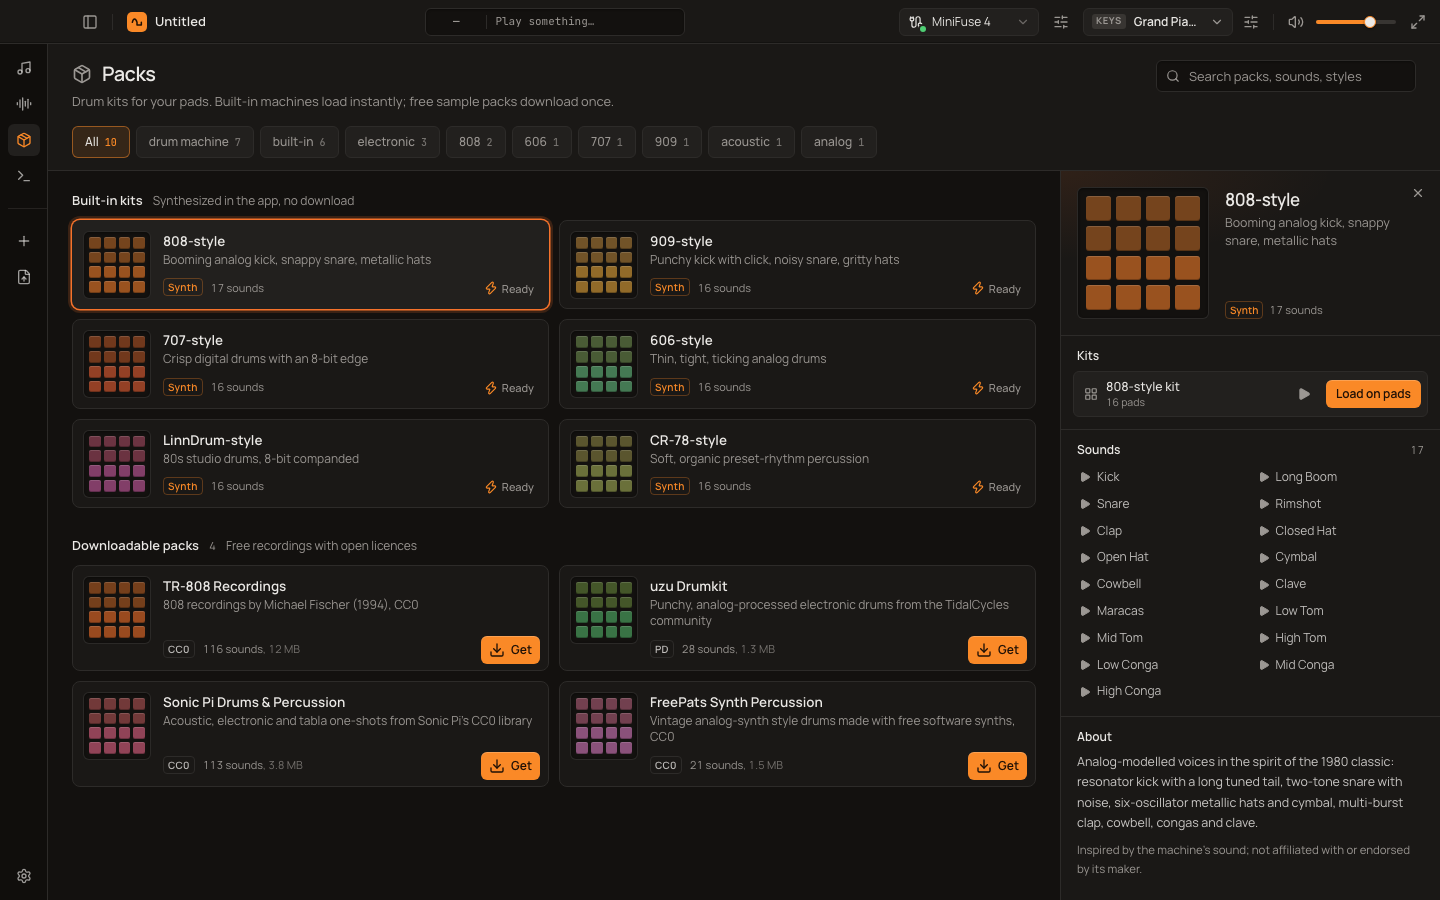 Untitled
–
Play something…
MiniFuse 4
KEYS
Grand Pia…
Packs
Drum kits for your pads. Built-in machines load instantly; free sample packs download once.
Search packs, sounds, styles
All 10
drum machine 7
built-in 6
electronic 3
808 2
606 1
707 1
909 1
acoustic 1
analog 1
Built-in kits Synthesized in the app, no download
808-style
Booming analog kick, snappy snare, metallic hats
Synth 17 sounds
Ready
909-style
Punchy kick with click, noisy snare, gritty hats
Synth 16 sounds
Ready
707-style
Crisp digital drums with an 8-bit edge
Synth 16 sounds
Ready
606-style
Thin, tight, ticking analog drums
Synth 16 sounds
Ready
LinnDrum-style
80s studio drums, 8-bit companded
Synth 16 sounds
Ready
CR-78-style
Soft, organic preset-rhythm percussion
Synth 16 sounds
Ready
Downloadable packs 4 Free recordings with open licences
TR-808 Recordings
808 recordings by Michael Fischer (1994), CC0
CC0 116 sounds, 12 MB
Get
uzu Drumkit
Punchy, analog-processed electronic drums from the TidalCycles
community
PD 28 sounds, 1.3 MB
Get
Sonic Pi Drums & Percussion
Acoustic, electronic and tabla one-shots from Sonic Pi's CC0 library
CC0 113 sounds, 3.8 MB
Get
FreePats Synth Percussion
Vintage analog-synth style drums made with free software synths,
CC0
CC0 21 sounds, 1.5 MB
Get
808-style
Booming analog kick, snappy
snare, metallic hats
Synth 17 sounds
Kits
808-style kit
16 pads
Load on pads
Sounds 17
Kick
Long Boom
Snare
Rimshot
Clap
Closed Hat
Open Hat
Cymbal
Cowbell
Clave
Maracas
Low Tom
Mid Tom
High Tom
Low Conga
Mid Conga
High Conga
About
Analog-modelled voices in the spirit of the 1980 classic:
resonator kick with a long tuned tail, two-tone snare with
noise, six-oscillator metallic hats and cymbal, multi-burst
clap, cowbell, congas and clave.
Inspired by the machine's sound; not affiliated with or endorsed
by its maker.